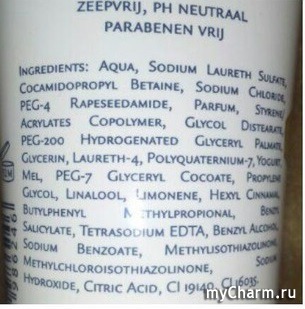 ZEEPVRIJ, PH NEUTRAAL
PARABENEN VRIJ
INGREDIENTS: AQUA, SODIUM LAURETH SULFATE,
COCAMIDOPROPYL BETAINE, SODIUM CHLORIDE,
PEG-4 RAPESEEDAMIDE, PARFUM, STYRENE/
ACRYLATES COPOLYMER, GLYCOL DISTEARATE,
PEG-200 HYDROGENATED GLYCERYL PALMATE,
GLYCERIN, LAURETH-4, POLYQUATERNIUM-7, YOGURT,
MEL, PEG-7 GLYCERYL COCOATE, PROPYLENE
GLYCOL, LINALOOL, LIMONENE, HEXYL CINNAMAL,
BUTYLPHENYL METHYLPROPIONAL, BENZYL
SALICYLATE, TETRASODIUM EDTA, BENZYL ALCOHOL,
SODIUM BENZOATE, METHYLISOTHIAZOLINONE,
METHYLCHLOROISOTHIAZOLINONE, SODIUM
HYDROXIDE, CITRIC ACID, CI 19140, CI 16035.
myCharm.ru